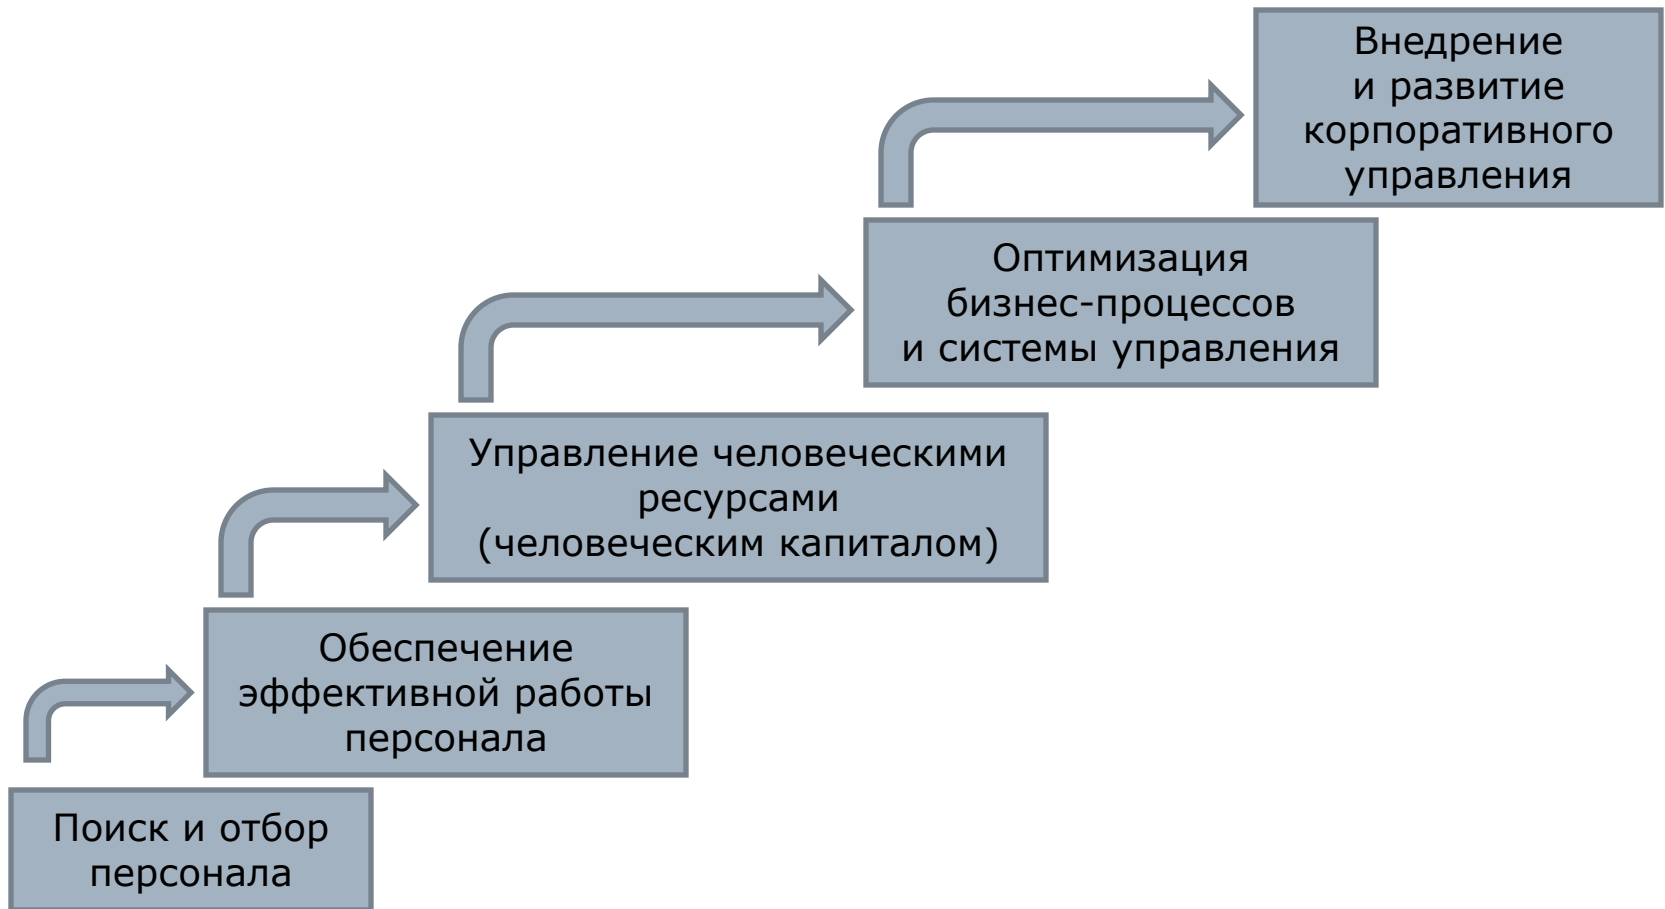 Внедрение
и развитие
корпоративного
управления
Оптимизация
бизнес-процессов
и системы управления
Управление человеческими
ресурсами
(человеческим капиталом)
Обеспечение
эффективной работы
персонала
Поиск и отбор
персонала